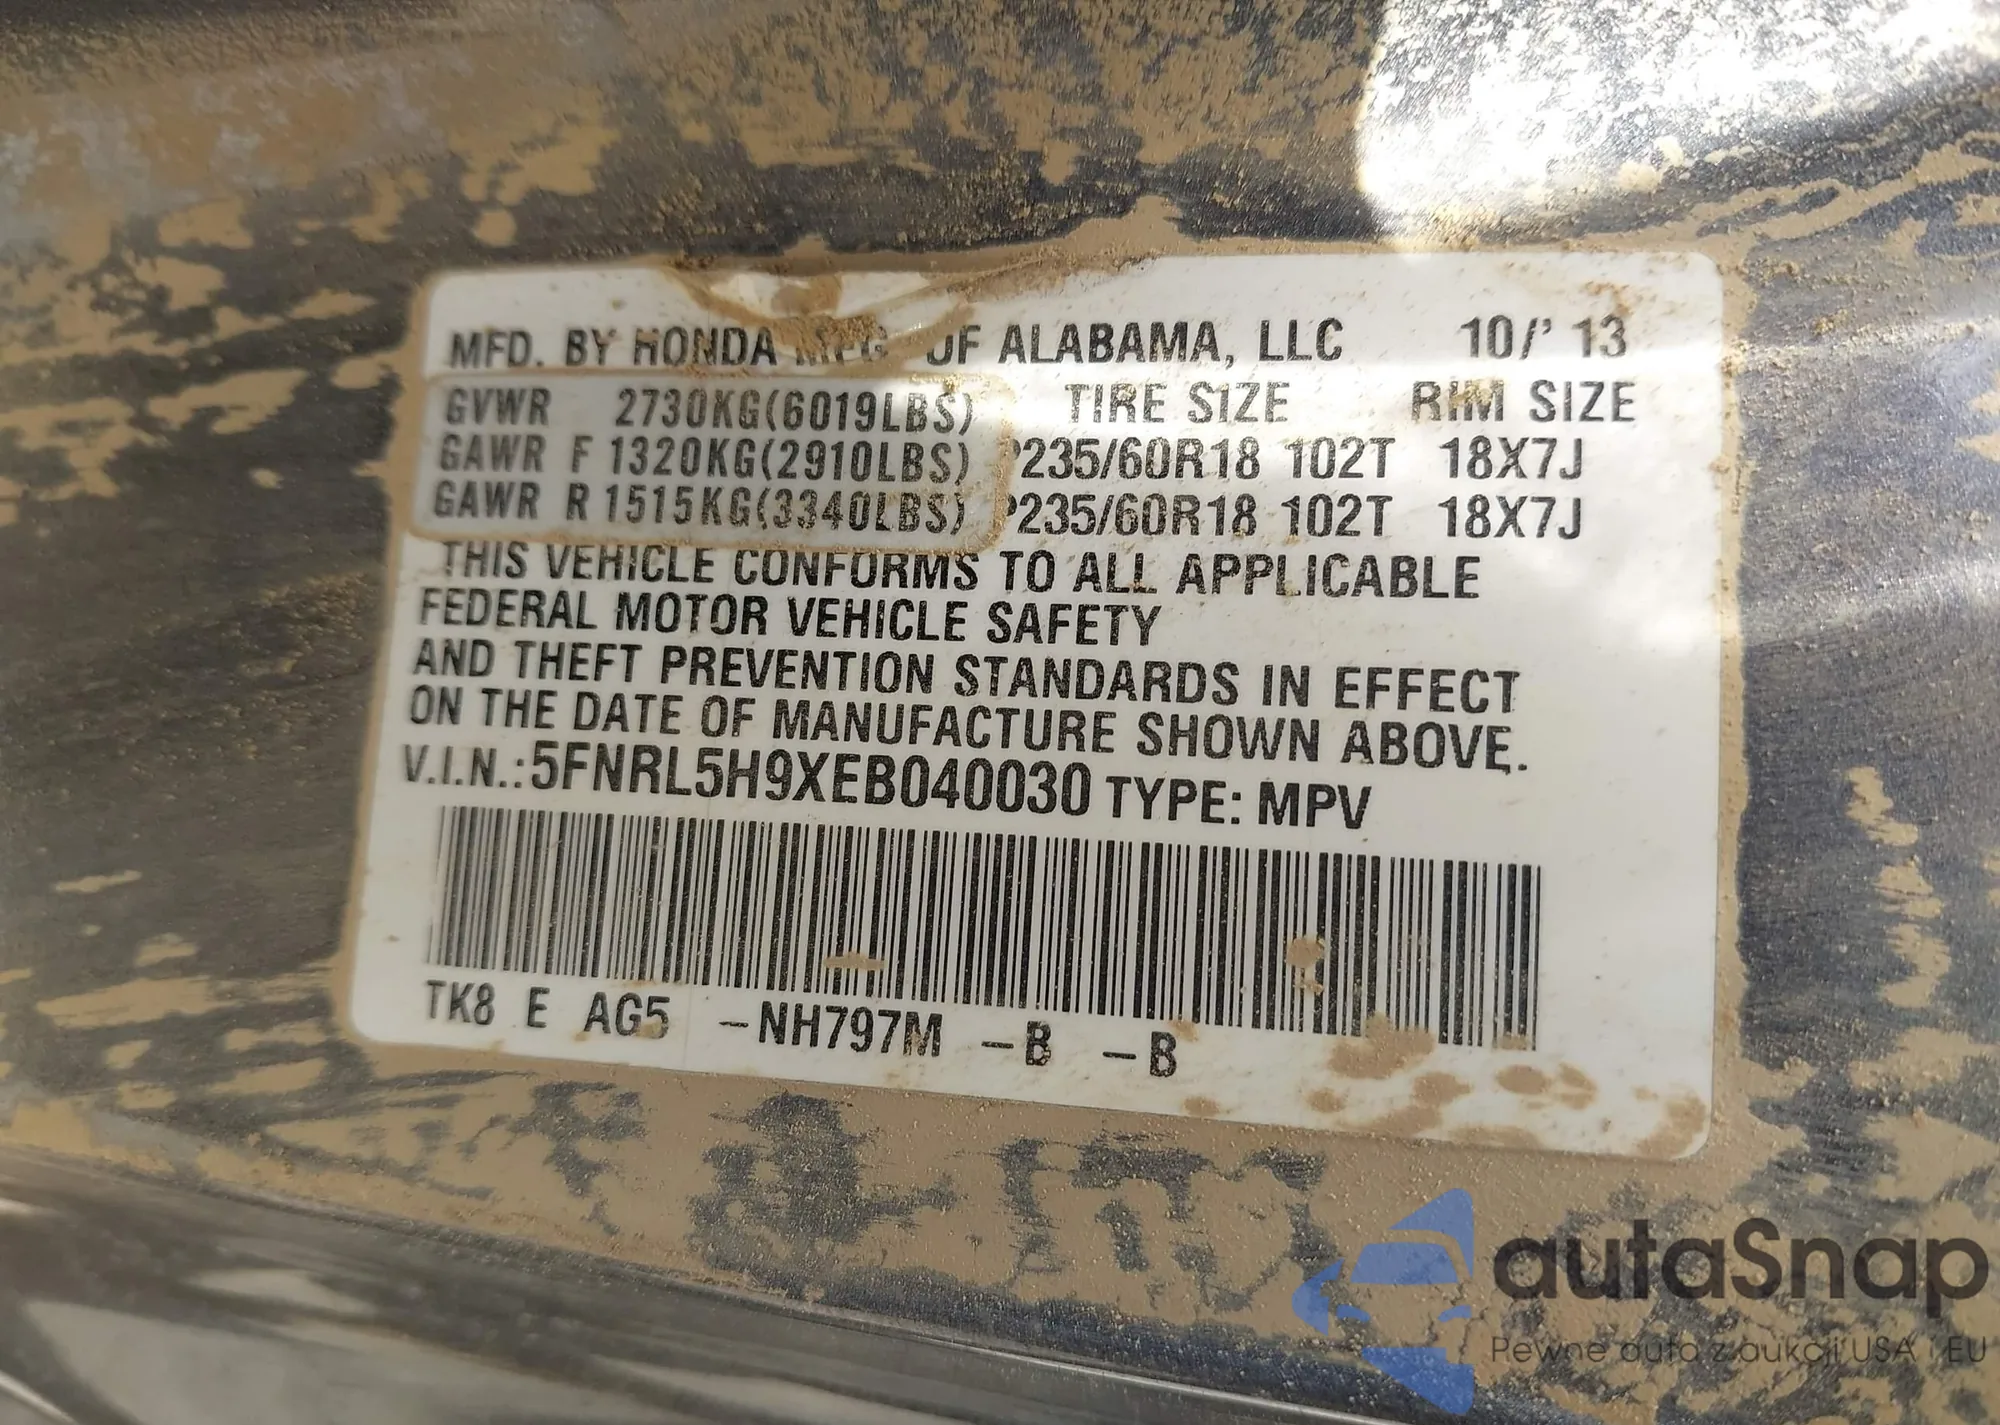 MFD. BY HONDA MFG OF ALABAMA, LLC 10/' 13
GVWR 2730KG(6019LBS) TIRE SIZE RIM SIZE
GAWR F 1320KG(2910LBS) P235/60R18 102T 18X7J
GAWR R 1515KG(3340LBS) P235/60R18 102T 18X7J
THIS VEHICLE CONFORMS TO ALL APPLICABLE
FEDERAL MOTOR VEHICLE SAFETY
AND THEFT PREVENTION STANDARDS IN EFFECT
ON THE DATE OF MANUFACTURE SHOWN ABOVE.
V.I.N.:5FNRL5H9XEB040030 TYPE: MPV
TK8 E AG5 –NH797M –B –B
autaSnap
Pewne auta z aukcji USA i EU